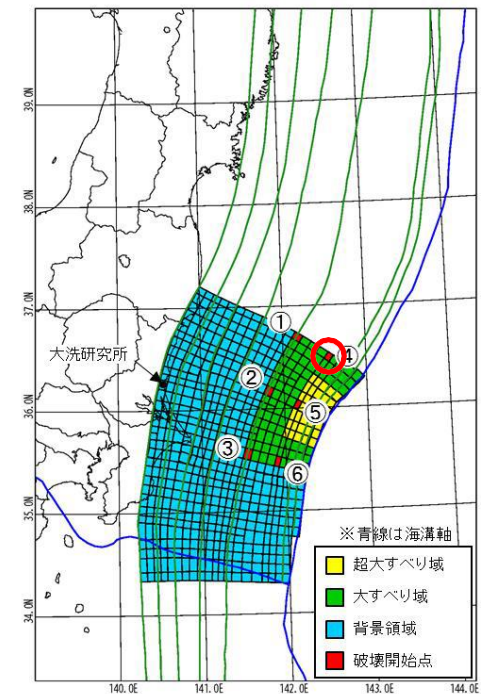 39.0N
38.0N
37.0N
①
大洗研究所
④
②
36.0N
⑤
③
⑥
35.0N
※青線は海溝軸
超大すべり域
大すべり域
背景領域
破壊開始点
34.0N
140.0E
141.0E
142.0E
143.0E
144.0E